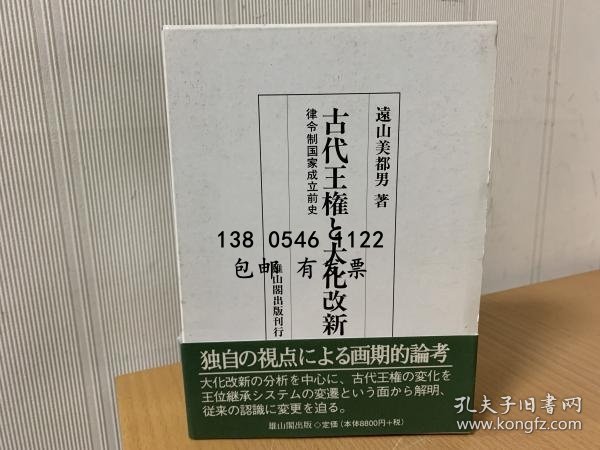 遠山美都男 著
古代王権と大化改新
律令制国家成立前史
雄山閣出版刊行
138 0546 1122
包邮 有发票
独自の視点による画期的論考
大化改新の分析を中心に、古代王権の変化を
王位継承システムの変遷という面から解明、
従来の認識に変更を迫る。
雄山閣出版 ◇定価(本体8800円+税)
孔夫子旧书网
www.kongfz.com